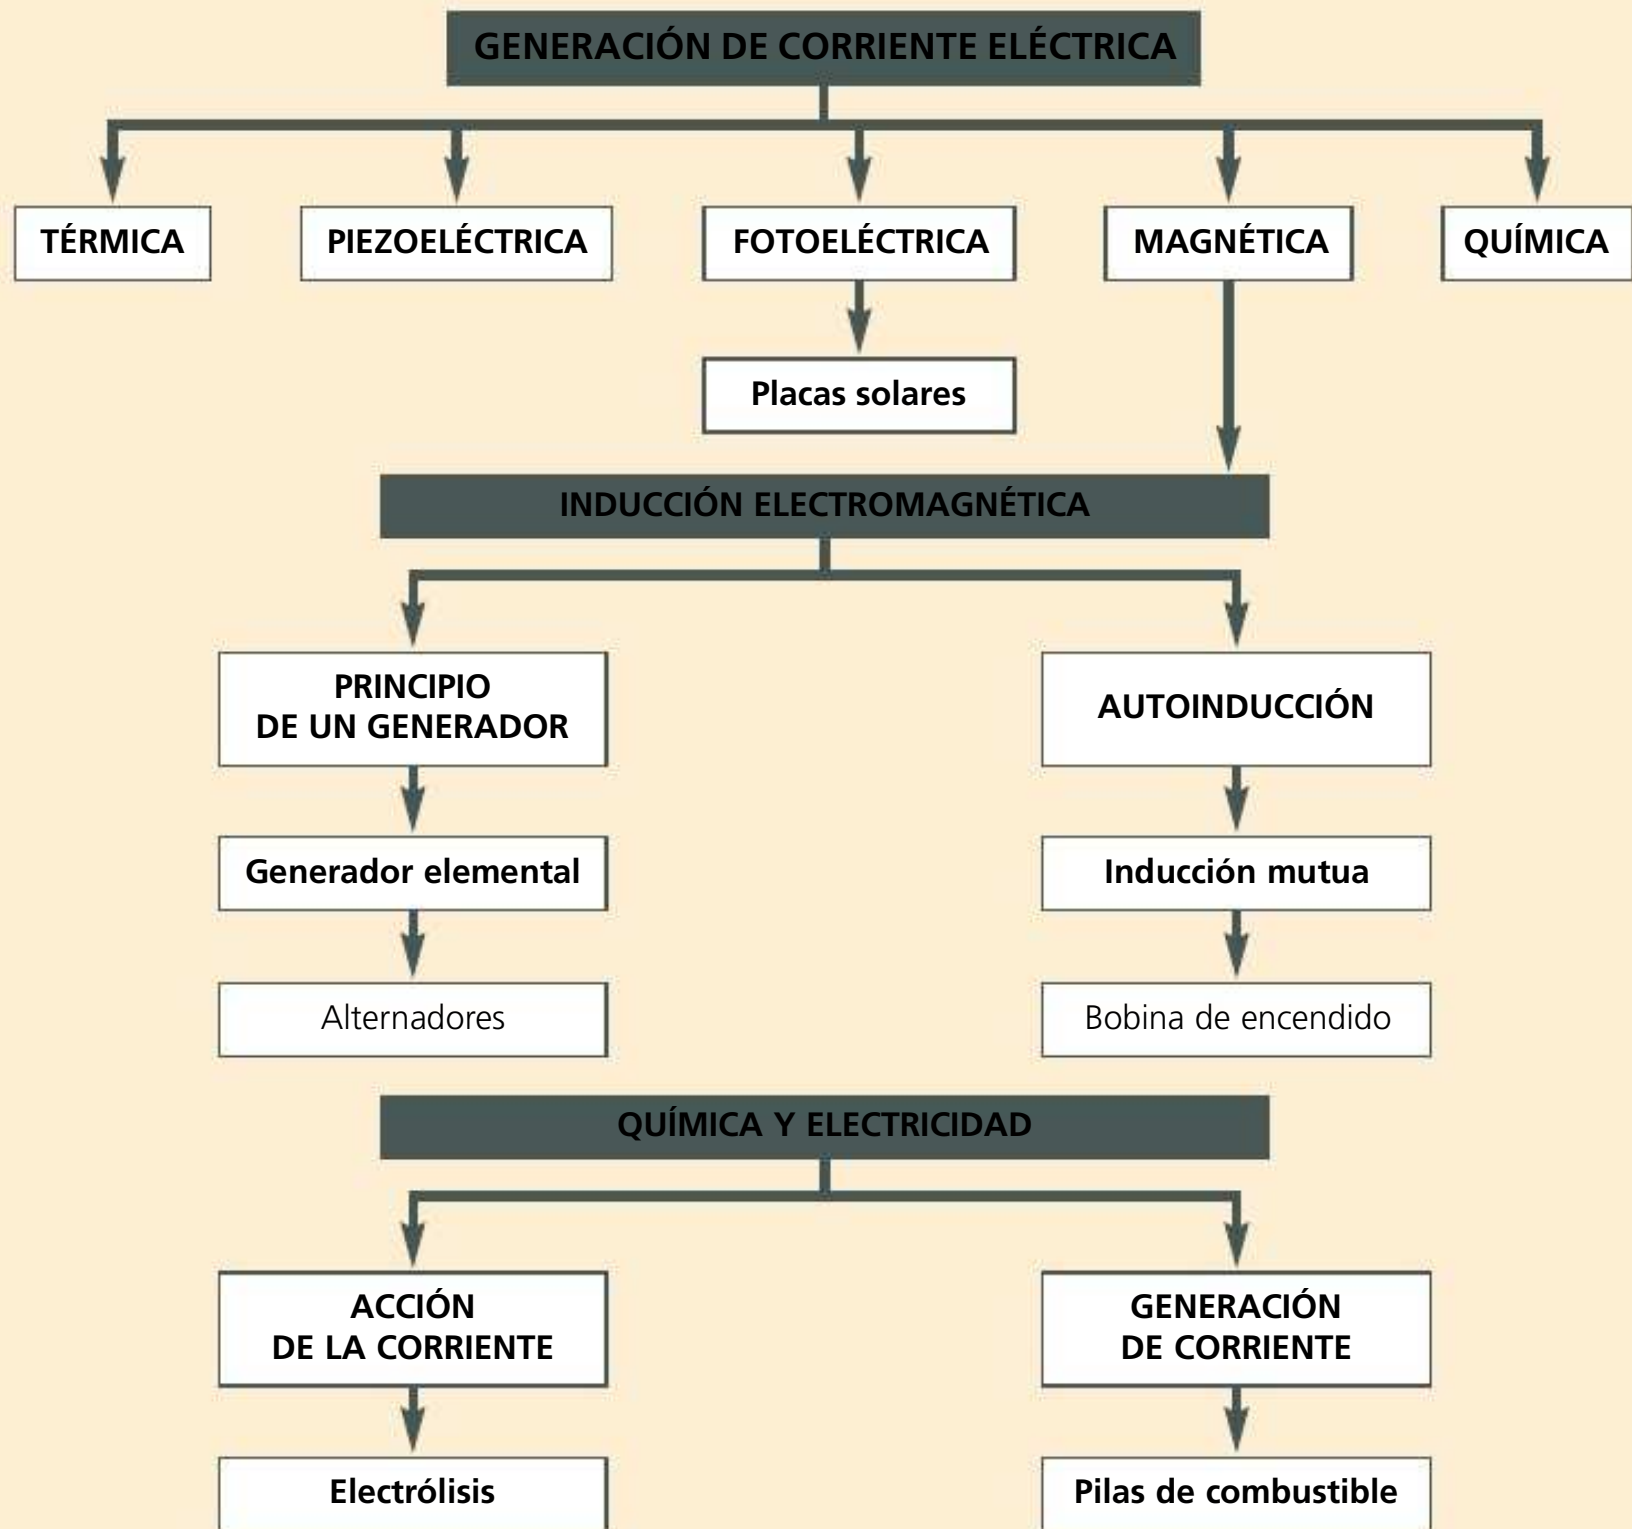 GENERACIÓN DE CORRIENTE ELÉCTRICA
TÉRMICA
PIEZOELÉCTRICA
FOTOELÉCTRICA
MAGNÉTICA
QUÍMICA
Placas solares
INDUCCIÓN ELECTROMAGNÉTICA
PRINCIPIO
DE UN GENERADOR
AUTOINDUCCIÓN
Generador elemental
Inducción mutua
Alternadores
Bobina de encendido
QUÍMICA Y ELECTRICIDAD
ACCIÓN
DE LA CORRIENTE
GENERACIÓN
DE CORRIENTE
Electrólisis
Pilas de combustible